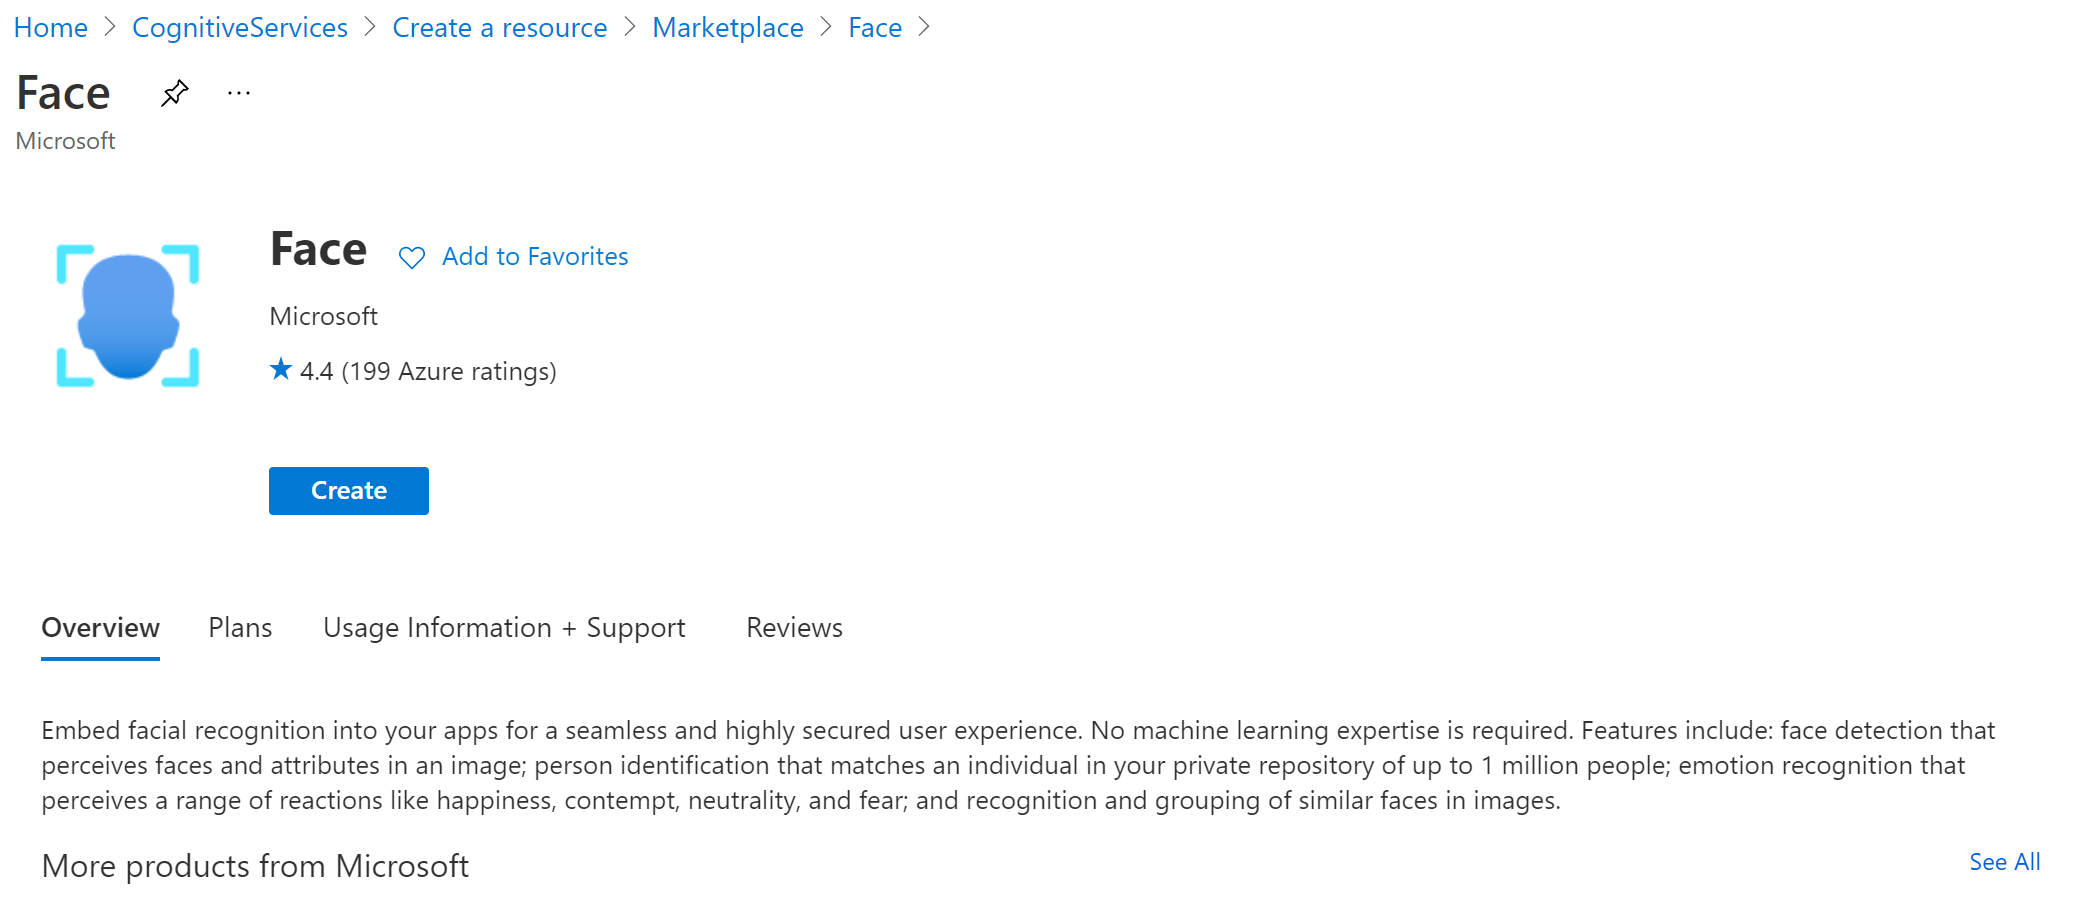 Home > CognitiveServices > Create a resource > Marketplace > Face >
Face ...
Microsoft
Face Add to Favorites
Microsoft
★ 4.4 (199 Azure ratings)
Create
Overview Plans Usage Information + Support Reviews
Embed facial recognition into your apps for a seamless and highly secured user experience. No machine learning expertise is required. Features include: face detection that
perceives faces and attributes in an image; person identification that matches an individual in your private repository of up to 1 million people; emotion recognition that
perceives a range of reactions like happiness, contempt, neutrality, and fear; and recognition and grouping of similar faces in images.
More products from Microsoft See All